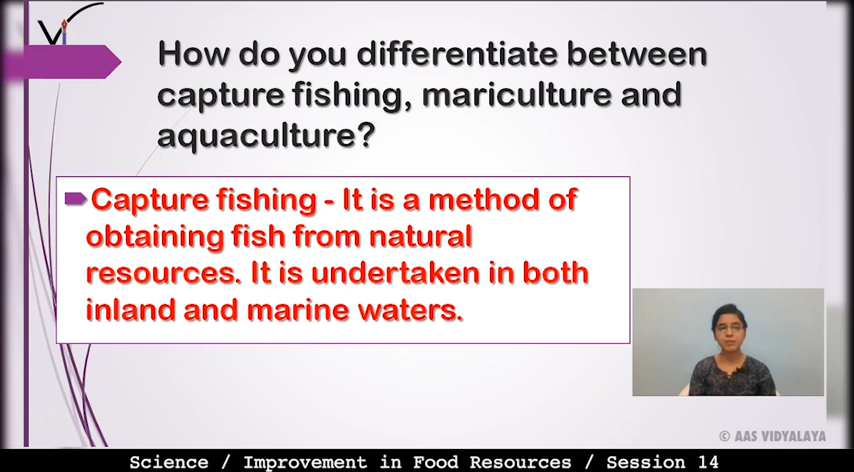 Vi
How do you differentiate between
capture fishing, mariculture and
aquaculture?
Capture fishing - It is a method of
obtaining fish from natural
resources. It is undertaken in both
inland and marine waters.
© AAS VIDYALAYA
Science / Improvement in Food Resources / Session 14